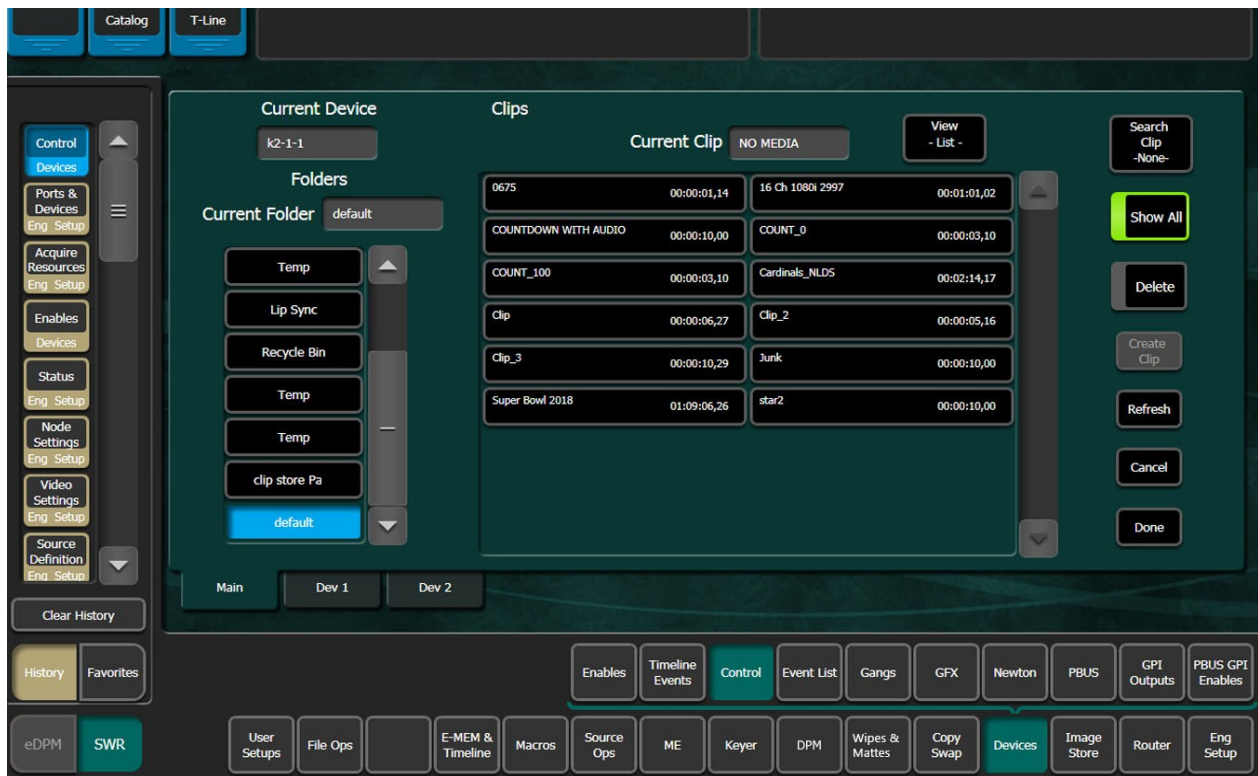 Catalog
T-Line
Control
Devices
Ports &
Devices
Eng Setup
Acquire
Resources
Eng Setup
Enables
Devices
Status
Eng Setup
Node
Settings
Eng Setup
Video
Settings
Eng Setup
Source
Definition
Eng Setup
Clear History
History
Favorites
eDPM
SWR
Current Device
k2-1-1
Folders
Current Folder
default
Temp
Lip Sync
Recycle Bin
Temp
Temp
clip store Pa
default
Clips
Current Clip
NO MEDIA
View
- List -
0675 00:00:01,14
16 Ch 1080i 2997 00:01:01,02
COUNTDOWN WITH AUDIO 00:00:10,00
COUNT_0 00:00:03,10
COUNT_100 00:00:03,10
Cardinals_NLDS 00:02:14,17
Clip 00:00:06,27
Clip_2 00:00:05,16
Clip_3 00:00:10,29
Junk 00:00:10,00
Super Bowl 2018 01:09:06,26
star2 00:00:10,00
Search
Clip
-None-
Show All
Delete
Create
Clip
Refresh
Cancel
Done
Main
Dev 1
Dev 2
Enables
Timeline
Events
Control
Event List
Gangs
GFX
Newton
PBUS
GPI
Outputs
PBUS GPI
Enables
User
Setups
File Ops
E-MEM &
Timeline
Macros
Source
Ops
ME
Keyer
DPM
Wipes &
Mattes
Copy
Swap
Devices
Image
Store
Router
Eng
Setup